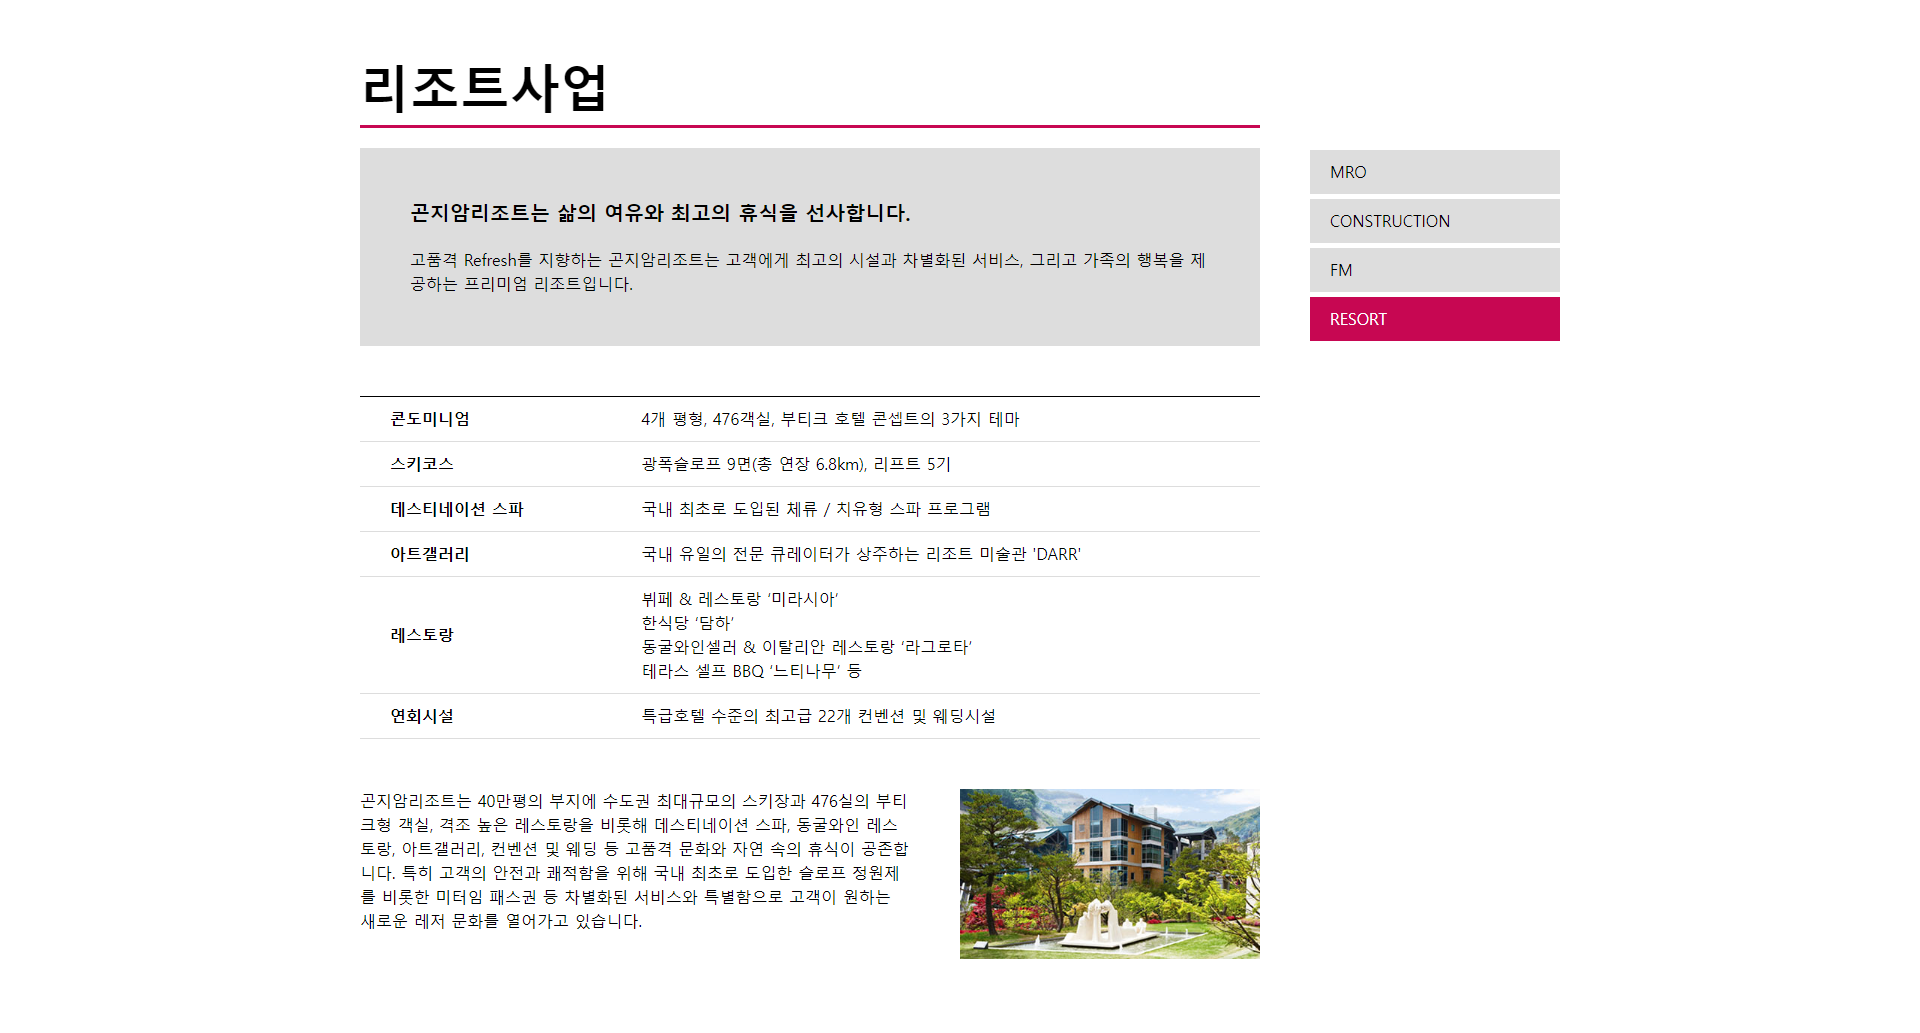 리조트사업
곤지암리조트는 삶의 여유와 최고의 휴식을 선사합니다.
고품격 Refresh를 지향하는 곤지암리조트는 고객에게 최고의 시설과 차별화된 서비스, 그리고 가족의 행복을 제
공하는 프리미엄 리조트입니다.
MRO
CONSTRUCTION
FM
RESORT
콘도미니엄 4개 평형, 476객실, 부티크 호텔 콘셉트의 3가지 테마
스키코스 광폭슬로프 9면(총 연장 6.8km), 리프트 5기
데스티네이션 스파 국내 최초로 도입된 체류 / 치유형 스파 프로그램
아트갤러리 국내 유일의 전문 큐레이터가 상주하는 리조트 미술관 'DARR'
레스토랑
뷔페 & 레스토랑 ‘미라시아’
한식당 ‘담하’
동굴와인셀러 & 이탈리안 레스토랑 ‘라그로타’
테라스 셀프 BBQ ‘느티나무’ 등
연회시설 특급호텔 수준의 최고급 22개 컨벤션 및 웨딩시설
곤지암리조트는 40만평의 부지에 수도권 최대규모의 스키장과 476실의 부티
크형 객실, 격조 높은 레스토랑을 비롯해 데스티네이션 스파, 동굴와인 레스
토랑, 아트갤러리, 컨벤션 및 웨딩 등 고품격 문화와 자연 속의 휴식이 공존합
니다. 특히 고객의 안전과 쾌적함을 위해 국내 최초로 도입한 슬로프 정원제
를 비롯한 미터임 패스권 등 차별화된 서비스와 특별함으로 고객이 원하는
새로운 레저 문화를 열어가고 있습니다.